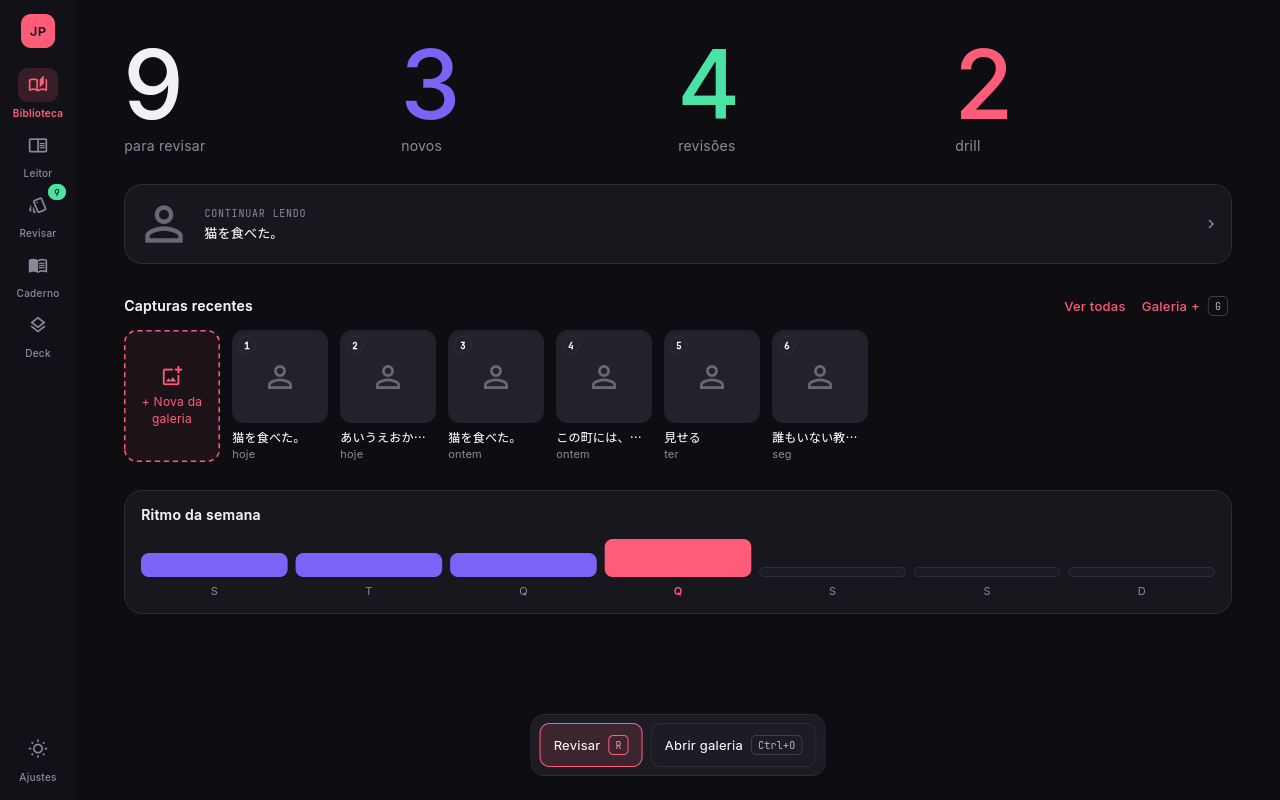 JP
Biblioteca
Leitor
9
Revisar
Caderno
Deck
Ajustes
9
para revisar
3
novos
4
revisões
2
drill
CONTINUAR LENDO
猫を食べた。
Capturas recentes
Ver todas
Galeria +
G
+ Nova da
galeria
1
猫を食べた。
hoje
2
あいうえおか…
hoje
3
猫を食べた。
ontem
4
この町には、…
ontem
5
見せる
ter
6
誰もいない教…
seg
Ritmo da semana
S
T
Q
Q
S
S
D
Revisar R
Abrir galeria Ctrl+O